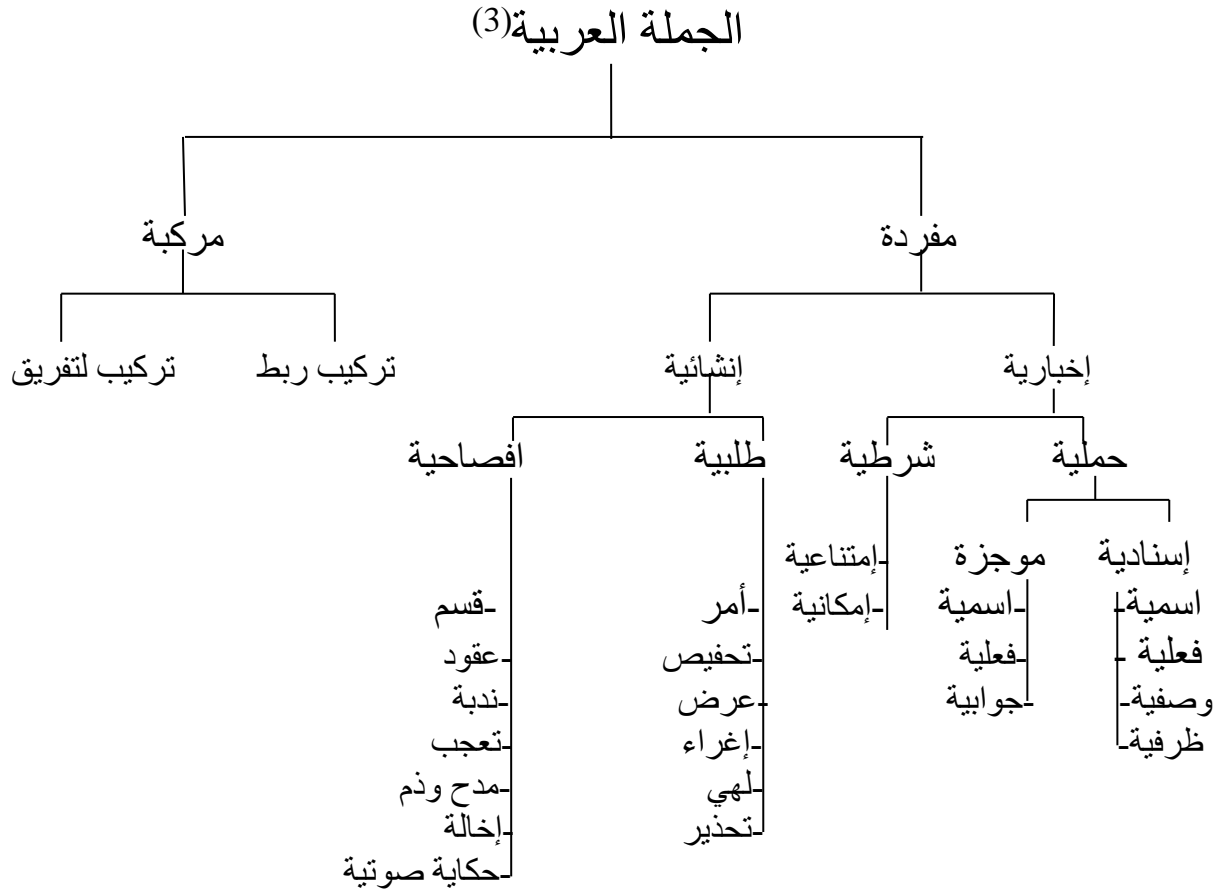 الجملة العربية(3)
مفردة مركبة
إخبارية إنشائية تركيب ربط تركيب لتفريق
حملية شرطية طلبية افصاحية
إسنادية موجزة
-إمتناعية
اسمية- -اسمية -إمكانية -أمر -قسم
فعلية - -فعلية -تحفيص -عقود
وصفية- -جوابية -عرض -ندبة
ظرفية- -إغراء -تعجب
-لهي -مدح وذم
-تحذير -إخالة
-حكاية صوتية